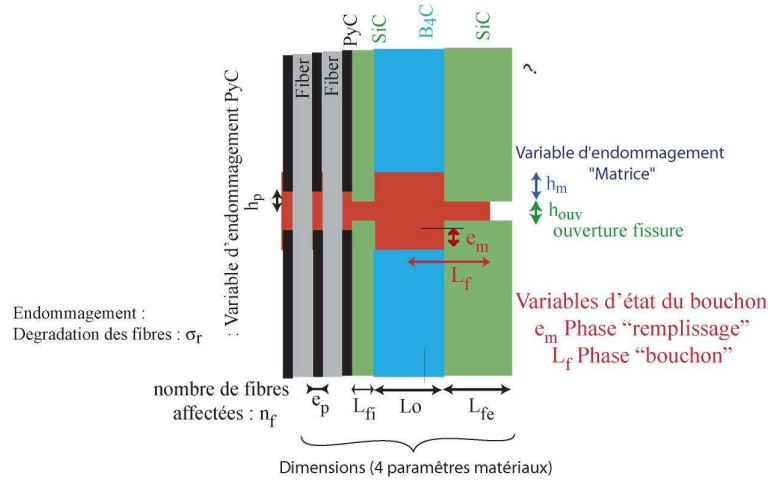 PyC
SiC
B4C
SiC
Fiber
Fiber
?
: Variable d'endommagement PyC
hp
Variable d'endommagement
"Matrice"
hm
houv
ouverture fissure
em
Lf
Variables d'état du bouchon
em Phase “remplissage”
Lf Phase “bouchon”
Endommagement :
Degradation des fibres : σr
nombre de fibres
affectées : nf
ep
Lfi
Lo
Lfe
Dimensions (4 paramêtres matériaux)